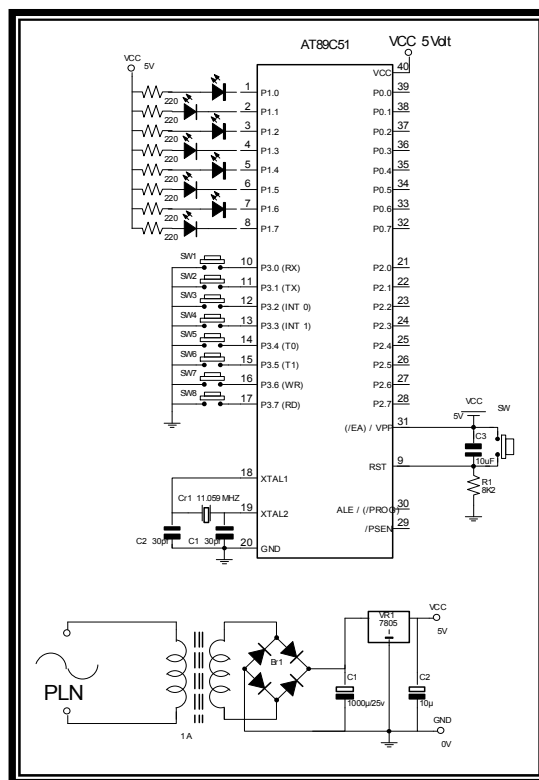 AT89C51
VCC 5 Volt
VCC
5V
VCC
40
220
1
P1.0
P0.0
39
220
2
P1.1
P0.1
38
220
3
P1.2
P0.2
37
220
4
P1.3
P0.3
36
220
5
P1.4
P0.4
35
220
6
P1.5
P0.5
34
220
7
P1.6
P0.6
33
220
8
P1.7
P0.7
32
SW1
10
P3.0 (RX)
P2.0
21
SW2
11
P3.1 (TX)
P2.1
22
SW3
12
P3.2 (INT 0)
P2.2
23
SW4
13
P3.3 (INT 1)
P2.3
24
SW5
14
P3.4 (T0)
P2.4
25
SW6
15
P3.5 (T1)
P2.5
26
SW7
16
P3.6 (WR)
P2.6
27
SW8
17
P3.7 (RD)
P2.7
28
VCC
SW
5V
(/EA) / VPP
31
C3
10uF
RST
9
R1
8K2
18
XTAL1
Cr1 11.059 MHZ
19
XTAL2
ALE / (/PROG)
30
/PSEN
29
C2 30pf
C1 30pf
20
GND
PLN
1 A
Br1
VR1
7805
VCC
5V
C1
1000µ/25v
C2
10µ
GND
0V